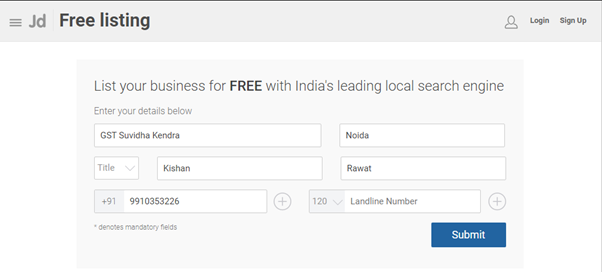 Jd Free listing Login Sign Up
List your business for FREE with India's leading local search engine
Enter your details below
GST Suvidha Kendra Noida
Title Kishan Rawat
+91 9910353226 120 Landline Number
* denotes mandatory fields
Submit